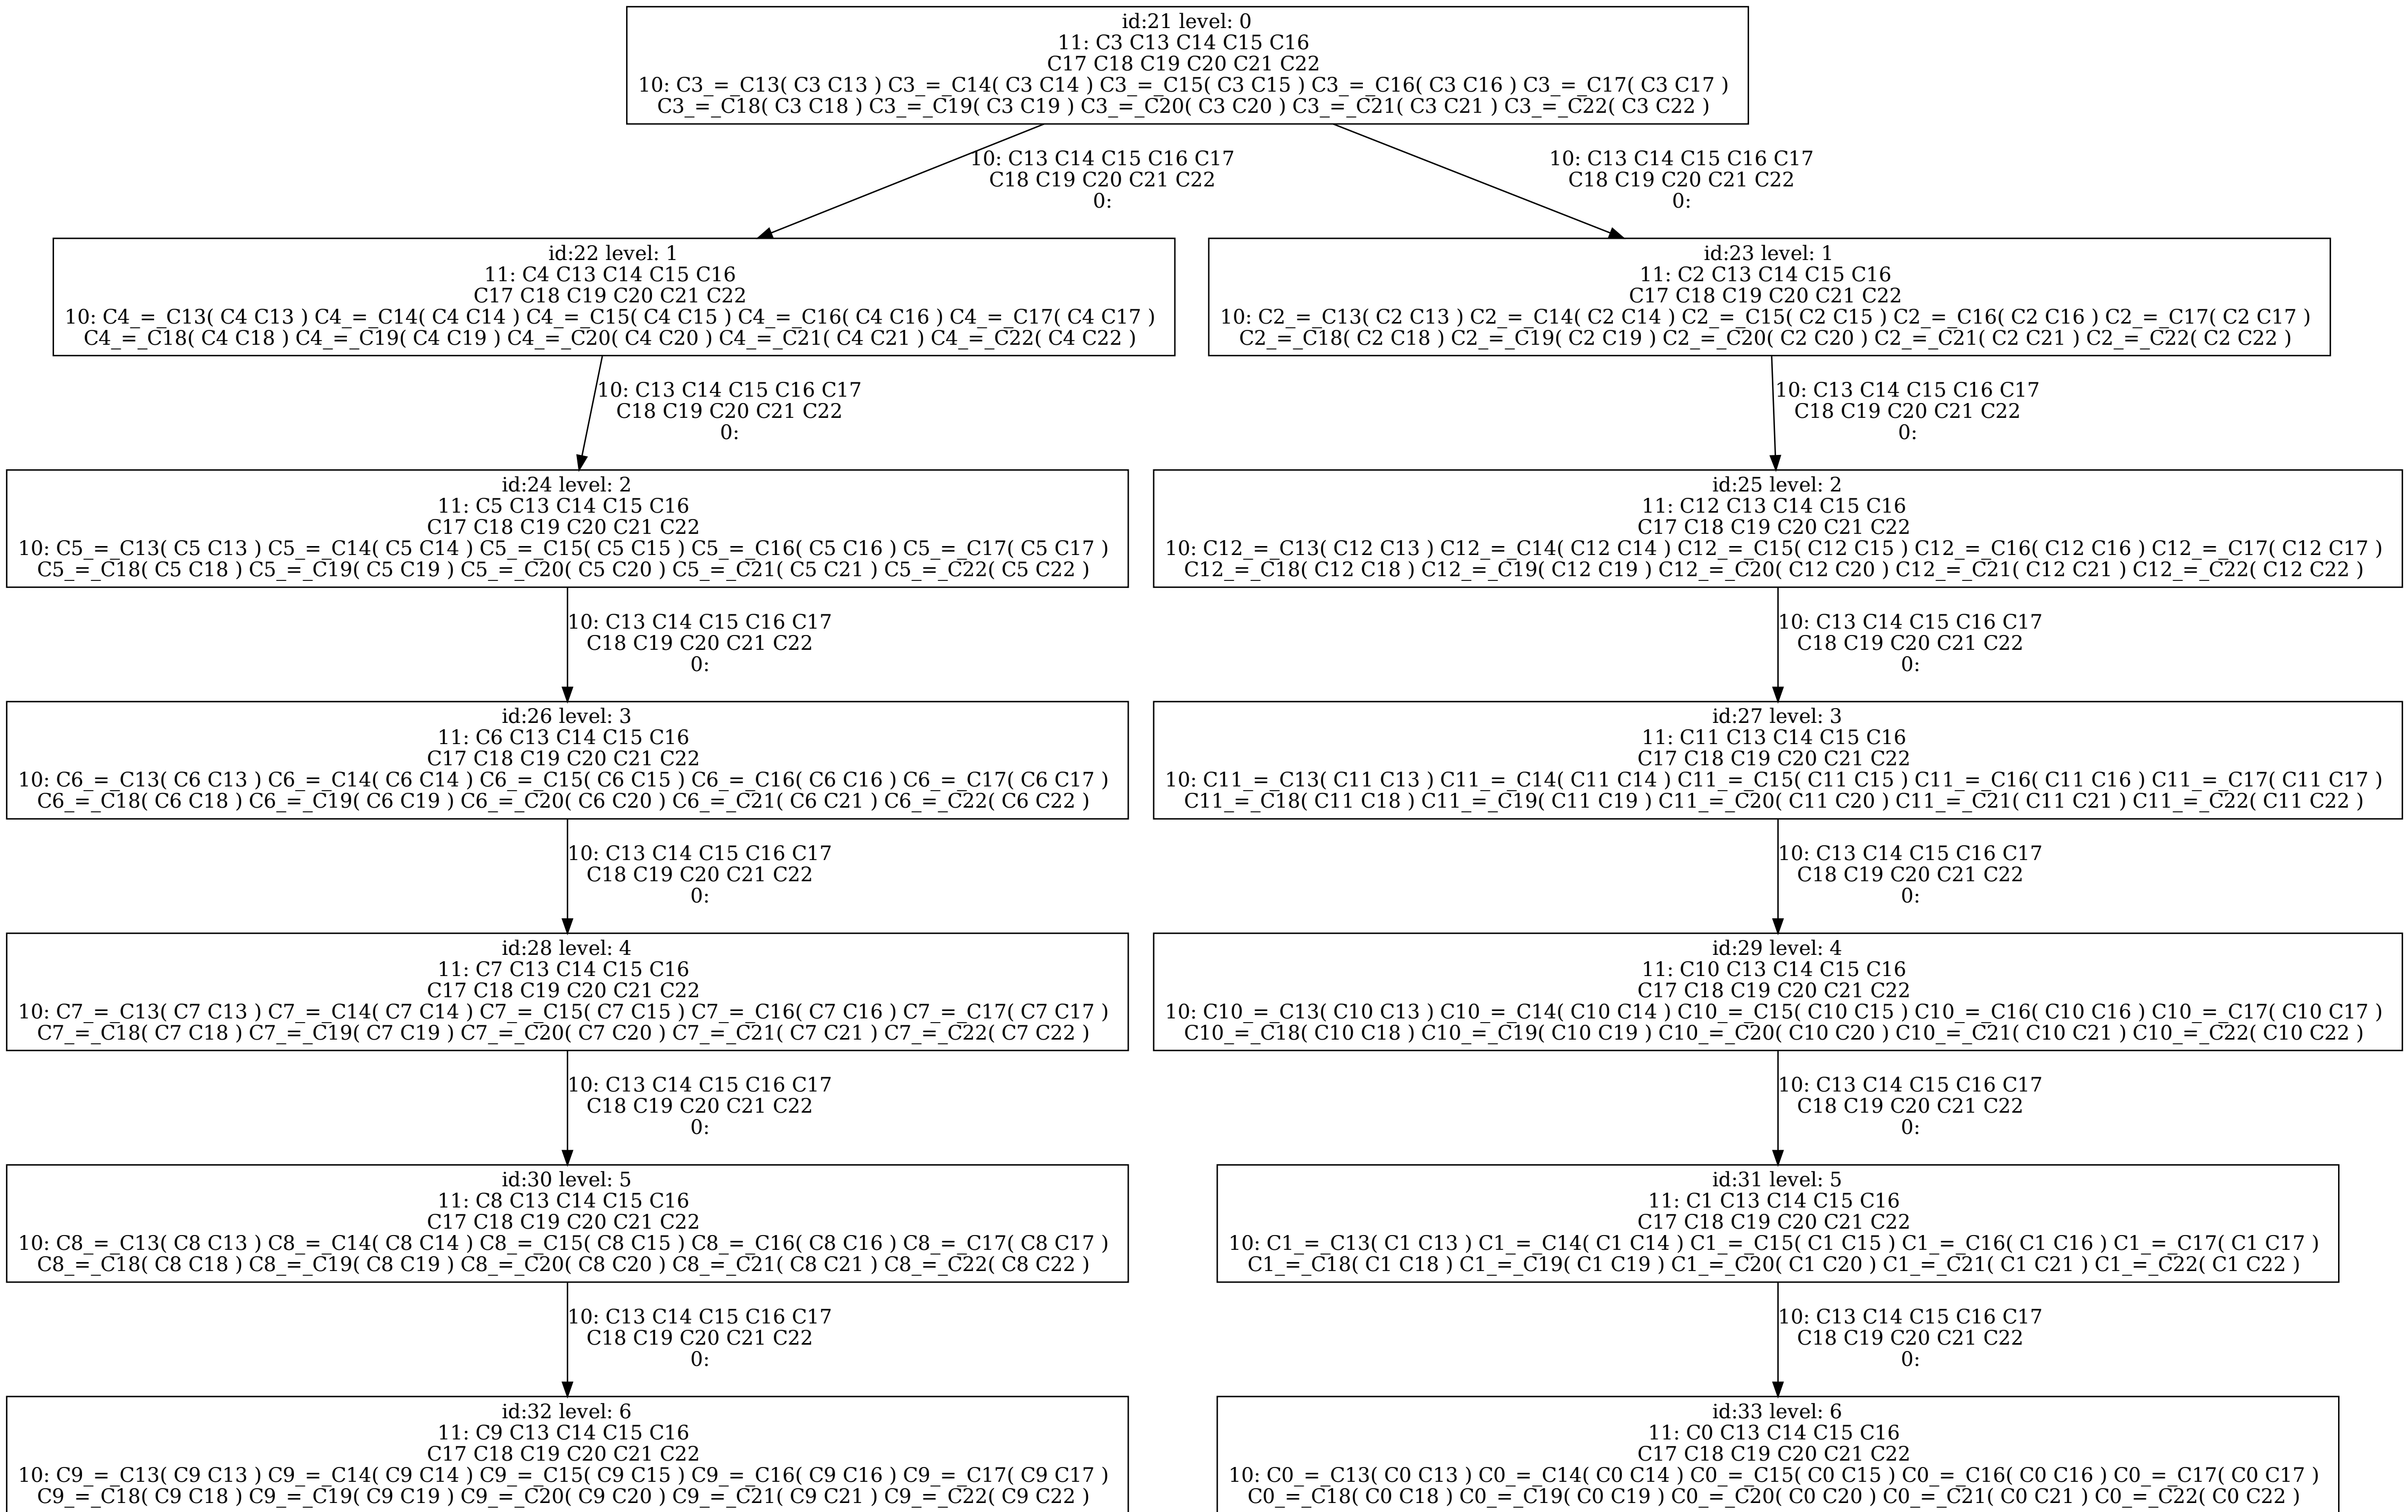 id:21 level: 0
11: C3 C13 C14 C15 C16
C17 C18 C19 C20 C21 C22
10: C3_=_C13( C3 C13 ) C3_=_C14( C3 C14 ) C3_=_C15( C3 C15 ) C3_=_C16( C3 C16 ) C3_=_C17( C3 C17 )
C3_=_C18( C3 C18 ) C3_=_C19( C3 C19 ) C3_=_C20( C3 C20 ) C3_=_C21( C3 C21 ) C3_=_C22( C3 C22 )
10: C13 C14 C15 C16 C17
C18 C19 C20 C21 C22
0:
10: C13 C14 C15 C16 C17
C18 C19 C20 C21 C22
0:
id:22 level: 1
11: C4 C13 C14 C15 C16
C17 C18 C19 C20 C21 C22
10: C4_=_C13( C4 C13 ) C4_=_C14( C4 C14 ) C4_=_C15( C4 C15 ) C4_=_C16( C4 C16 ) C4_=_C17( C4 C17 )
C4_=_C18( C4 C18 ) C4_=_C19( C4 C19 ) C4_=_C20( C4 C20 ) C4_=_C21( C4 C21 ) C4_=_C22( C4 C22 )
id:23 level: 1
11: C2 C13 C14 C15 C16
C17 C18 C19 C20 C21 C22
10: C2_=_C13( C2 C13 ) C2_=_C14( C2 C14 ) C2_=_C15( C2 C15 ) C2_=_C16( C2 C16 ) C2_=_C17( C2 C17 )
C2_=_C18( C2 C18 ) C2_=_C19( C2 C19 ) C2_=_C20( C2 C20 ) C2_=_C21( C2 C21 ) C2_=_C22( C2 C22 )
10: C13 C14 C15 C16 C17
C18 C19 C20 C21 C22
0:
10: C13 C14 C15 C16 C17
C18 C19 C20 C21 C22
0:
id:24 level: 2
11: C5 C13 C14 C15 C16
C17 C18 C19 C20 C21 C22
10: C5_=_C13( C5 C13 ) C5_=_C14( C5 C14 ) C5_=_C15( C5 C15 ) C5_=_C16( C5 C16 ) C5_=_C17( C5 C17 )
C5_=_C18( C5 C18 ) C5_=_C19( C5 C19 ) C5_=_C20( C5 C20 ) C5_=_C21( C5 C21 ) C5_=_C22( C5 C22 )
id:25 level: 2
11: C12 C13 C14 C15 C16
C17 C18 C19 C20 C21 C22
10: C12_=_C13( C12 C13 ) C12_=_C14( C12 C14 ) C12_=_C15( C12 C15 ) C12_=_C16( C12 C16 ) C12_=_C17( C12 C17 )
C12_=_C18( C12 C18 ) C12_=_C19( C12 C19 ) C12_=_C20( C12 C20 ) C12_=_C21( C12 C21 ) C12_=_C22( C12 C22 )
10: C13 C14 C15 C16 C17
C18 C19 C20 C21 C22
0:
10: C13 C14 C15 C16 C17
C18 C19 C20 C21 C22
0:
id:26 level: 3
11: C6 C13 C14 C15 C16
C17 C18 C19 C20 C21 C22
10: C6_=_C13( C6 C13 ) C6_=_C14( C6 C14 ) C6_=_C15( C6 C15 ) C6_=_C16( C6 C16 ) C6_=_C17( C6 C17 )
C6_=_C18( C6 C18 ) C6_=_C19( C6 C19 ) C6_=_C20( C6 C20 ) C6_=_C21( C6 C21 ) C6_=_C22( C6 C22 )
id:27 level: 3
11: C11 C13 C14 C15 C16
C17 C18 C19 C20 C21 C22
10: C11_=_C13( C11 C13 ) C11_=_C14( C11 C14 ) C11_=_C15( C11 C15 ) C11_=_C16( C11 C16 ) C11_=_C17( C11 C17 )
C11_=_C18( C11 C18 ) C11_=_C19( C11 C19 ) C11_=_C20( C11 C20 ) C11_=_C21( C11 C21 ) C11_=_C22( C11 C22 )
10: C13 C14 C15 C16 C17
C18 C19 C20 C21 C22
0:
10: C13 C14 C15 C16 C17
C18 C19 C20 C21 C22
0:
id:28 level: 4
11: C7 C13 C14 C15 C16
C17 C18 C19 C20 C21 C22
10: C7_=_C13( C7 C13 ) C7_=_C14( C7 C14 ) C7_=_C15( C7 C15 ) C7_=_C16( C7 C16 ) C7_=_C17( C7 C17 )
C7_=_C18( C7 C18 ) C7_=_C19( C7 C19 ) C7_=_C20( C7 C20 ) C7_=_C21( C7 C21 ) C7_=_C22( C7 C22 )
id:29 level: 4
11: C10 C13 C14 C15 C16
C17 C18 C19 C20 C21 C22
10: C10_=_C13( C10 C13 ) C10_=_C14( C10 C14 ) C10_=_C15( C10 C15 ) C10_=_C16( C10 C16 ) C10_=_C17( C10 C17 )
C10_=_C18( C10 C18 ) C10_=_C19( C10 C19 ) C10_=_C20( C10 C20 ) C10_=_C21( C10 C21 ) C10_=_C22( C10 C22 )
10: C13 C14 C15 C16 C17
C18 C19 C20 C21 C22
0:
10: C13 C14 C15 C16 C17
C18 C19 C20 C21 C22
0:
id:30 level: 5
11: C8 C13 C14 C15 C16
C17 C18 C19 C20 C21 C22
10: C8_=_C13( C8 C13 ) C8_=_C14( C8 C14 ) C8_=_C15( C8 C15 ) C8_=_C16( C8 C16 ) C8_=_C17( C8 C17 )
C8_=_C18( C8 C18 ) C8_=_C19( C8 C19 ) C8_=_C20( C8 C20 ) C8_=_C21( C8 C21 ) C8_=_C22( C8 C22 )
id:31 level: 5
11: C1 C13 C14 C15 C16
C17 C18 C19 C20 C21 C22
10: C1_=_C13( C1 C13 ) C1_=_C14( C1 C14 ) C1_=_C15( C1 C15 ) C1_=_C16( C1 C16 ) C1_=_C17( C1 C17 )
C1_=_C18( C1 C18 ) C1_=_C19( C1 C19 ) C1_=_C20( C1 C20 ) C1_=_C21( C1 C21 ) C1_=_C22( C1 C22 )
10: C13 C14 C15 C16 C17
C18 C19 C20 C21 C22
0:
10: C13 C14 C15 C16 C17
C18 C19 C20 C21 C22
0:
id:32 level: 6
11: C9 C13 C14 C15 C16
C17 C18 C19 C20 C21 C22
10: C9_=_C13( C9 C13 ) C9_=_C14( C9 C14 ) C9_=_C15( C9 C15 ) C9_=_C16( C9 C16 ) C9_=_C17( C9 C17 )
C9_=_C18( C9 C18 ) C9_=_C19( C9 C19 ) C9_=_C20( C9 C20 ) C9_=_C21( C9 C21 ) C9_=_C22( C9 C22 )
id:33 level: 6
11: C0 C13 C14 C15 C16
C17 C18 C19 C20 C21 C22
10: C0_=_C13( C0 C13 ) C0_=_C14( C0 C14 ) C0_=_C15( C0 C15 ) C0_=_C16( C0 C16 ) C0_=_C17( C0 C17 )
C0_=_C18( C0 C18 ) C0_=_C19( C0 C19 ) C0_=_C20( C0 C20 ) C0_=_C21( C0 C21 ) C0_=_C22( C0 C22 )